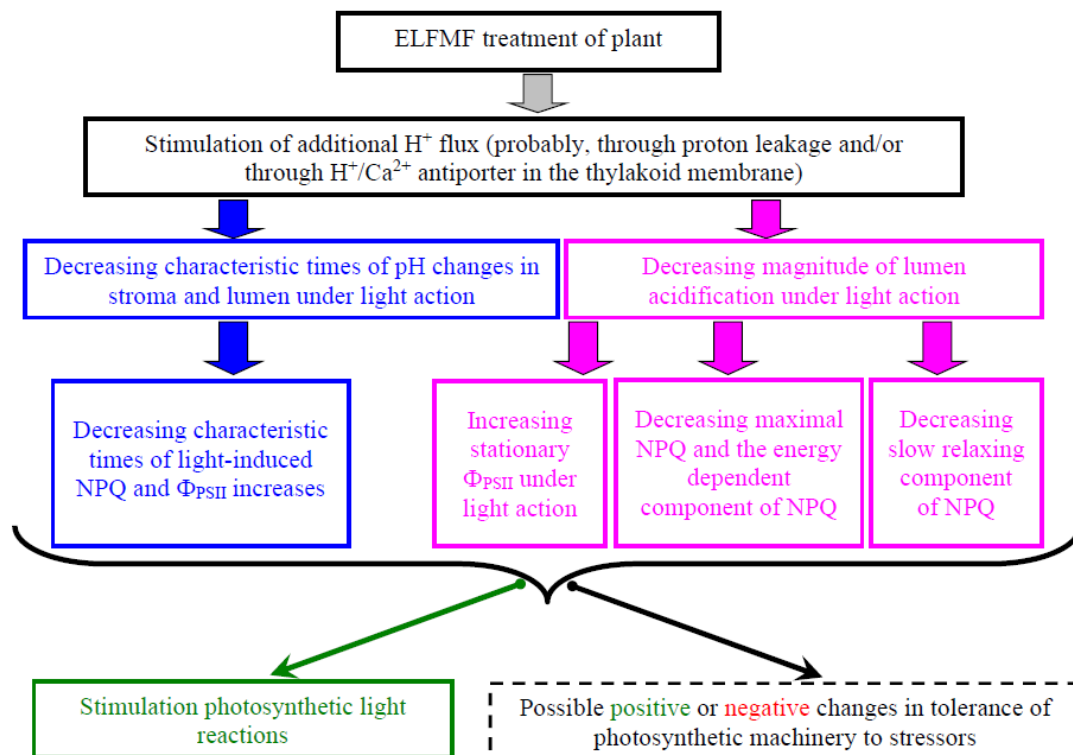 ELFMF treatment of plant
Stimulation of additional H⁺ flux (probably, through proton leakage and/or
through H⁺/Ca²⁺ antiporter in the thylakoid membrane)
Decreasing characteristic times of pH changes in
stroma and lumen under light action
Decreasing magnitude of lumen
acidification under light action
Decreasing characteristic
times of light-induced
NPQ and ΦPSII increases
Increasing
stationary
ΦPSII under
light action
Decreasing maximal
NPQ and the energy
dependent
component of NPQ
Decreasing
slow relaxing
component
of NPQ
Stimulation photosynthetic light
reactions
Possible positive or negative changes in tolerance of
photosynthetic machinery to stressors